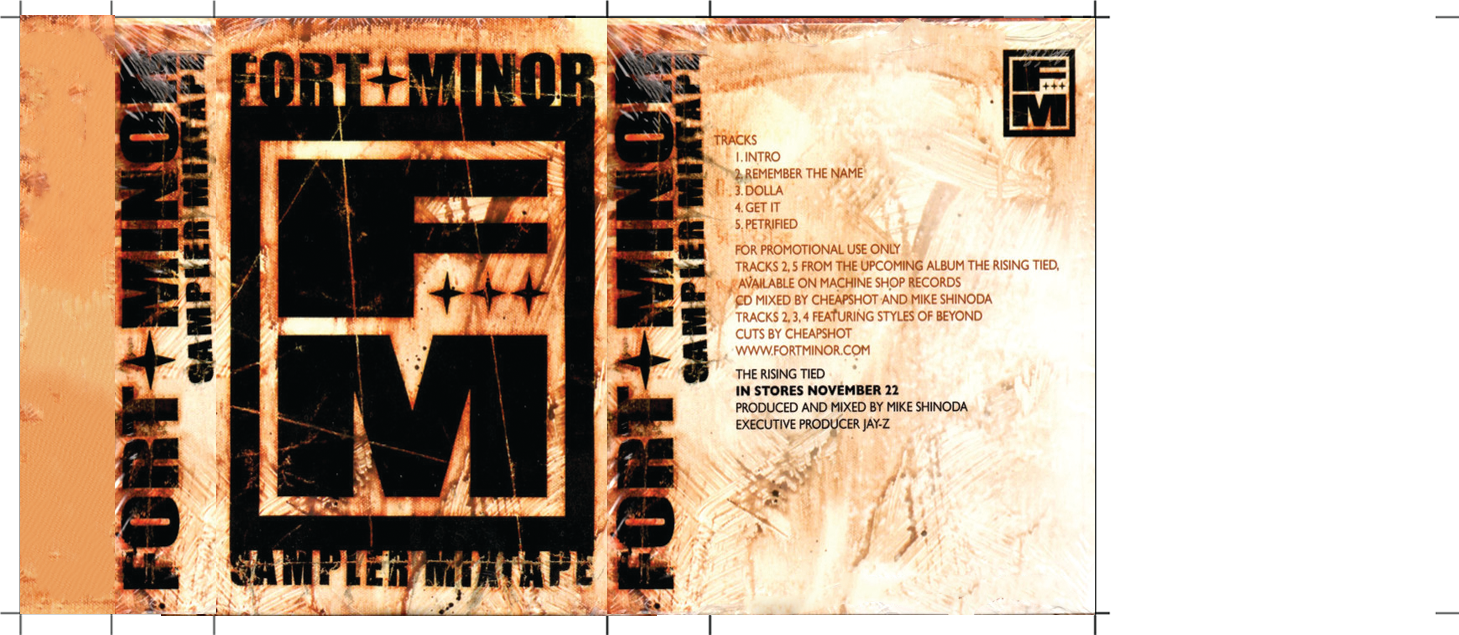 FORT MINOR
SAMPLER MIXTAPE
FORT MINOR
FM
SAMPLER MIXTAPE
FORT MINOR
SAMPLER MIXTAPE
FM
TRACKS
1. INTRO
2. REMEMBER THE NAME
3. DOLLA
4. GET IT
5. PETRIFIED
FOR PROMOTIONAL USE ONLY
TRACKS 2, 5 FROM THE UPCOMING ALBUM THE RISING TIED,
AVAILABLE ON MACHINE SHOP RECORDS
CD MIXED BY CHEAPSHOT AND MIKE SHINODA
TRACKS 2, 3, 4 FEATURING STYLES OF BEYOND
CUTS BY CHEAPSHOT
WWW.FORTMINOR.COM
THE RISING TIED
IN STORES NOVEMBER 22
PRODUCED AND MIXED BY MIKE SHINODA
EXECUTIVE PRODUCER JAY-Z